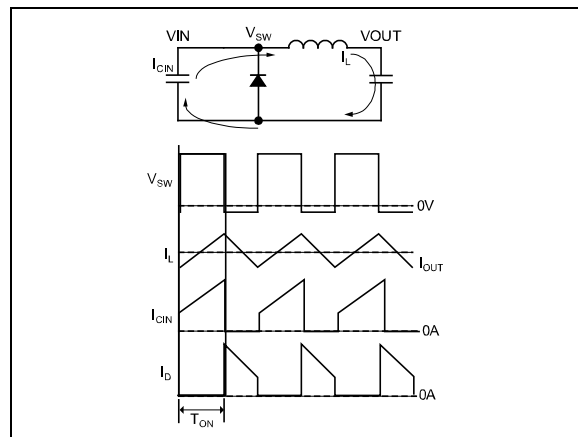 VIN VSW VOUT
ICIN IL
VSW
0V
IL
IOUT
ICIN
0A
ID
0A
TON